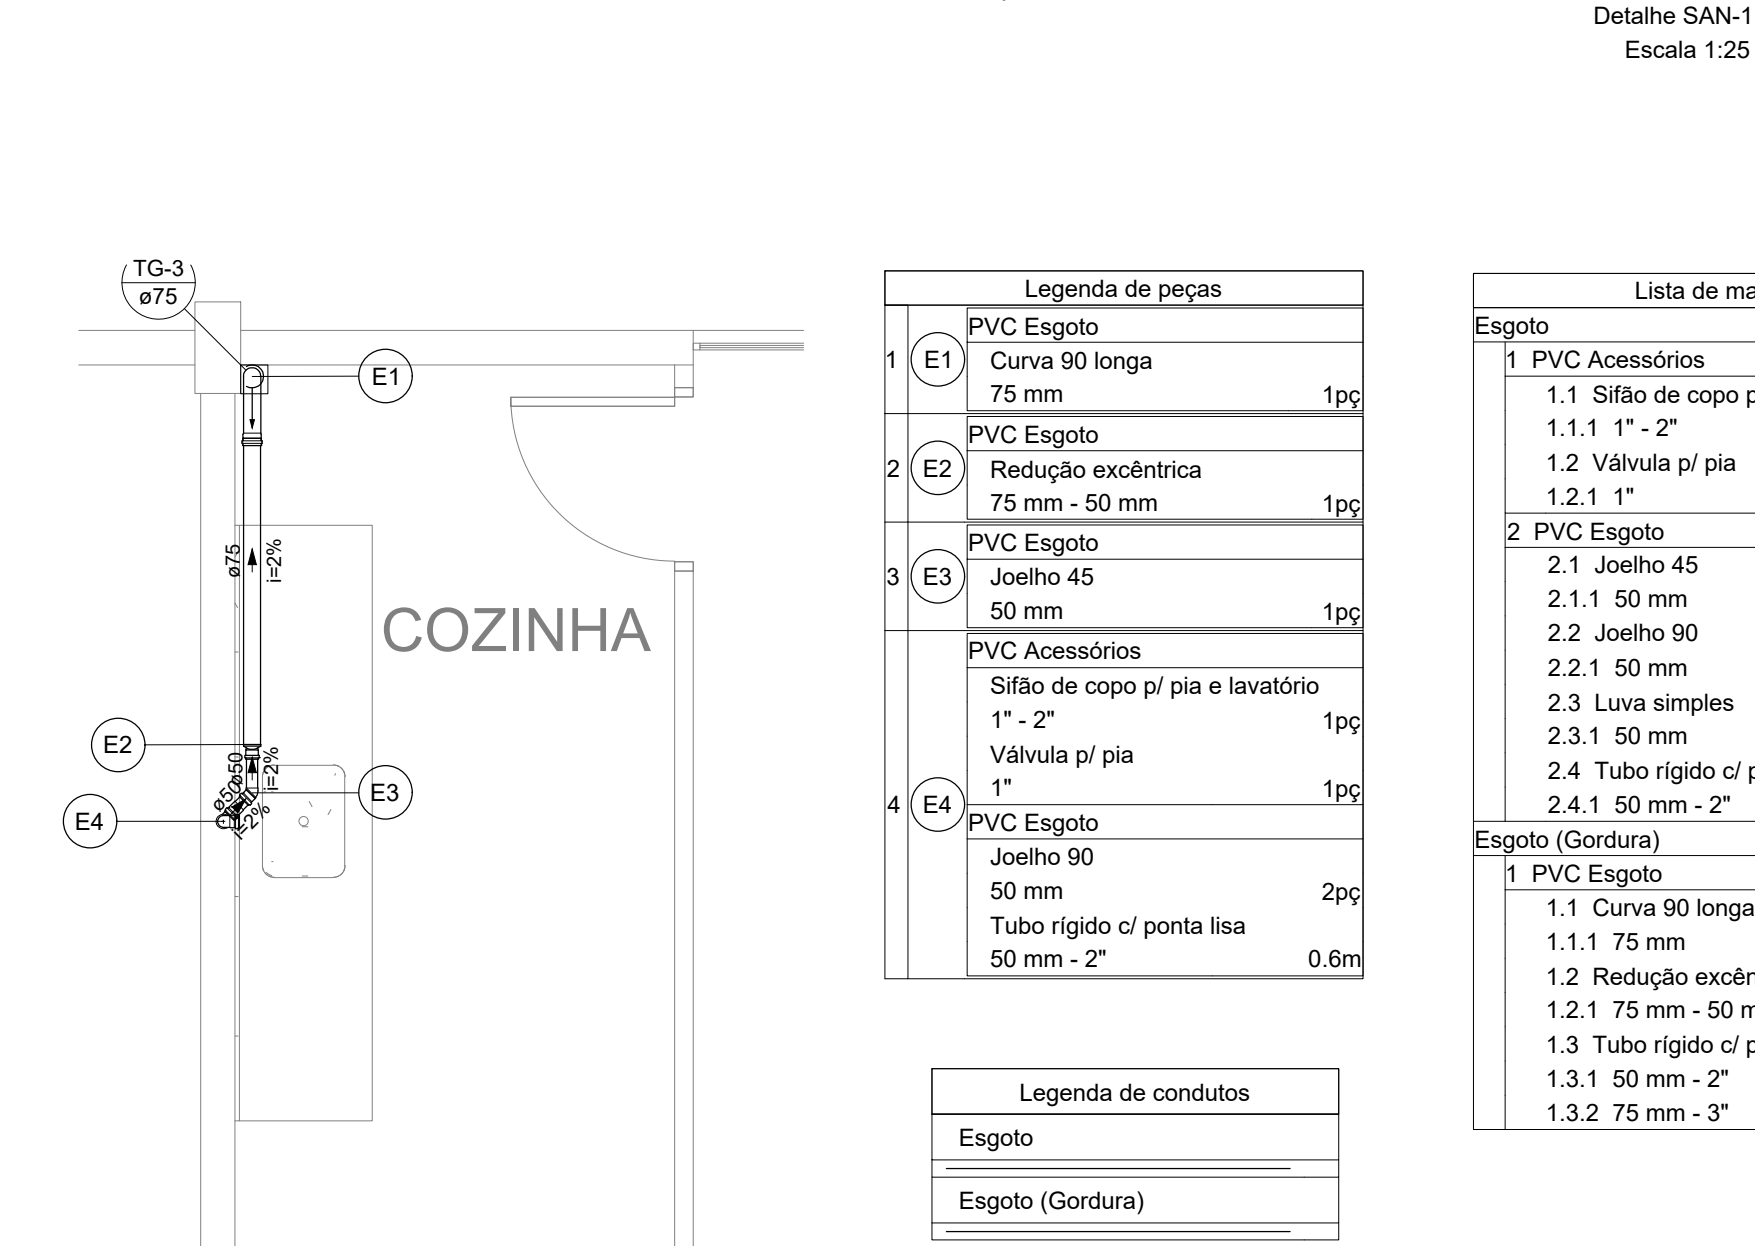 Detalhe SAN-1
Escala 1:25
TG-3
ø75
E1
ø75
i=2%
COZINHA
E2
ø50
i=2%
ø50
i=2%
E3
E4
Legenda de peças
1 E1 PVC Esgoto
Curva 90 longa
75 mm 1pç
2 E2 PVC Esgoto
Redução excêntrica
75 mm - 50 mm 1pç
3 E3 PVC Esgoto
Joelho 45
50 mm 1pç
4 E4 PVC Acessórios
Sifão de copo p/ pia e lavatório
1" - 2" 1pç
Válvula p/ pia
1" 1pç
PVC Esgoto
Joelho 90
50 mm 2pç
Tubo rígido c/ ponta lisa
50 mm - 2" 0.6m
Legenda de condutos
Esgoto
Esgoto (Gordura)
Lista de ma
Esgoto
1 PVC Acessórios
1.1 Sifão de copo p
1.1.1 1" - 2"
1.2 Válvula p/ pia
1.2.1 1"
2 PVC Esgoto
2.1 Joelho 45
2.1.1 50 mm
2.2 Joelho 90
2.2.1 50 mm
2.3 Luva simples
2.3.1 50 mm
2.4 Tubo rígido c/ p
2.4.1 50 mm - 2"
Esgoto (Gordura)
1 PVC Esgoto
1.1 Curva 90 longa
1.1.1 75 mm
1.2 Redução excên
1.2.1 75 mm - 50 m
1.3 Tubo rígido c/ p
1.3.1 50 mm - 2"
1.3.2 75 mm - 3"